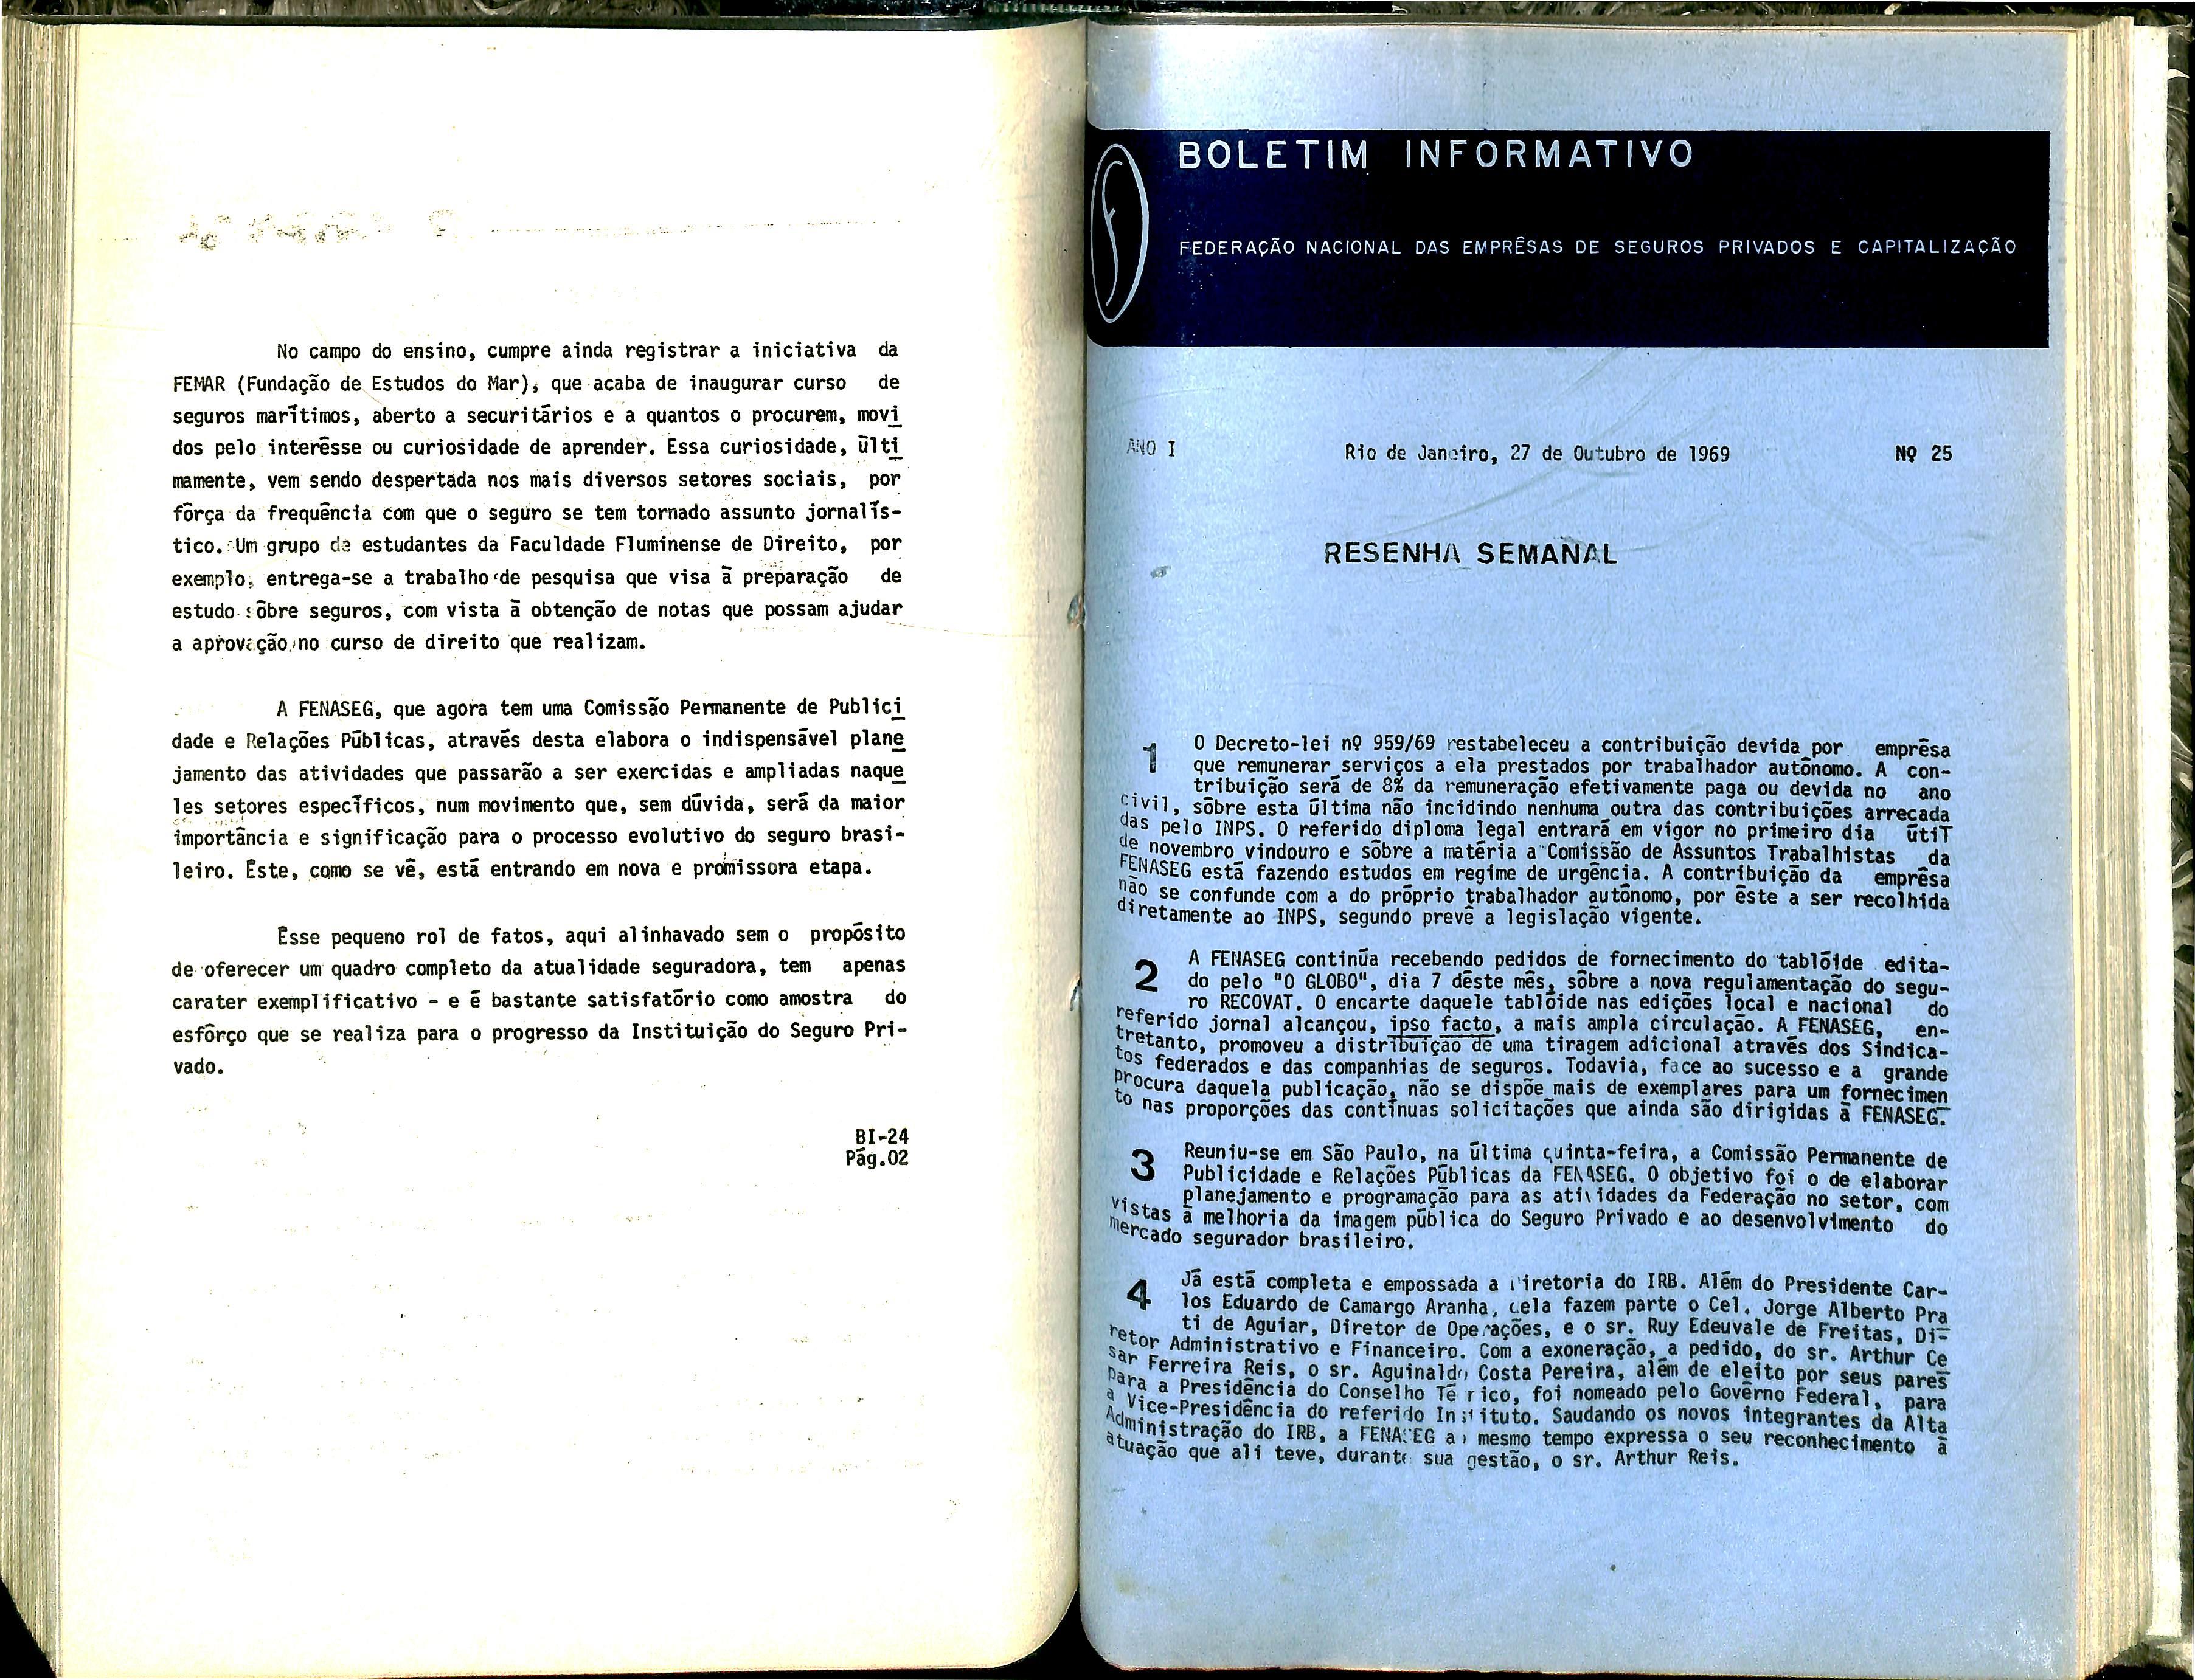 No campo do ensino, cumpre ainda registrar a iniciativa da
FEMAR (Fundação de Estudos do Mar), que acaba de inaugurar curso de
seguros marítimos, aberto a securitários e a quantos o procurem, movi
dos pelo interêsse ou curiosidade de aprender. Essa curiosidade, últi
mamente, vem sendo despertada nos mais diversos setores sociais, por
fôrça da frequência com que o seguro se tem tornado assunto jornalís-
tico. Um grupo de estudantes da Faculdade Fluminense de Direito, por
exemplo, entrega-se a trabalho de pesquisa que visa à preparação de
estudo sôbre seguros, com vista à obtenção de notas que possam ajudar
a aprovação no curso de direito que realizam.
A FENASEG, que agora tem uma Comissão Permanente de Publici
dade e Relações Públicas, através desta elabora o indispensável plane
jamento das atividades que passarão a ser exercidas e ampliadas naque
les setores específicos, num movimento que, sem dúvida, será da maior
importância e significação para o processo evolutivo do seguro brasi-
leiro. Êste, como se vê, está entrando em nova e promissora etapa.
Êsse pequeno rol de fatos, aqui alinhavado sem o propósito
de oferecer um quadro completo da atualidade seguradora, tem apenas
carater exemplificativo - e é bastante satisfatório como amostra do
esfôrço que se realiza para o progresso da Instituição do Seguro Pri-
vado.
BI-24
Pág.02
BOLETIM INFORMATIVO
FEDERAÇÃO NACIONAL DAS EMPRÊSAS DE SEGUROS PRIVADOS E CAPITALIZAÇÃO
ANO I Rio de Janeiro, 27 de Outubro de 1969 Nº 25
RESENHA SEMANAL
1 O Decreto-lei nº 959/69 restabeleceu a contribuição devida por emprêsa
que remunerar serviços a ela prestados por trabalhador autônomo. A con-
tribuição será de 8% da remuneração efetivamente paga ou devida no ano
civil, sôbre esta última não incidindo nenhuma outra das contribuições arrecada
das pelo INPS. O referido diploma legal entrará em vigor no primeiro dia útil
de novembro vindouro e sôbre a matéria a Comissão de Assuntos Trabalhistas da
FENASEG está fazendo estudos em regime de urgência. A contribuição da emprêsa
não se confunde com a do próprio trabalhador autônomo, por êste a ser recolhida
diretamente ao INPS, segundo prevê a legislação vigente.
2 A FENASEG continúa recebendo pedidos de fornecimento do tablóide edita-
do pelo "O GLOBO", dia 7 dêste mês, sôbre a nova regulamentação do segu-
ro RECOVAT. O encarte daquele tablóide nas edições local e nacional do
referido jornal alcançou, ipso facto, a mais ampla circulação. A FENASEG, en-
tretanto, promoveu a distribuição de uma tiragem adicional através dos Sindica-
tos federados e das companhias de seguros. Todavia, face ao sucesso e a grande
procura daquela publicação, não se dispõe mais de exemplares para um fornecimen
to nas proporções das contínuas solicitações que ainda são dirigidas à FENASEG.
3 Reuniu-se em São Paulo, na última quinta-feira, a Comissão Permanente de
Publicidade e Relações Públicas da FENASEG. O objetivo foi o de elaborar
planejamento e programação para as atividades da Federação no setor, com
vistas à melhoria da imagem pública do Seguro Privado e ao desenvolvimento do
mercado segurador brasileiro.
4 Já está completa e empossada a Diretoria do IRB. Além do Presidente Car-
los Eduardo de Camargo Aranha, dela fazem parte o Cel. Jorge Alberto Pra
ti de Aguiar, Diretor de Operações, e o sr. Ruy Edeuvale de Freitas, Di-
retor Administrativo e Financeiro. Com a exoneração, a pedido, do sr. Arthur Ce
sar Ferreira Reis, o sr. Aguinaldo Costa Pereira, além de eleito por seus pares
para a Presidência do Conselho Técnico, foi nomeado pelo Govêrno Federal, para
a Vice-Presidência do referido Instituto. Saudando os novos integrantes da Alta
Administração do IRB, a FENASEG ao mesmo tempo expressa o seu reconhecimento à
atuação que ali teve, durante sua gestão, o sr. Arthur Reis.